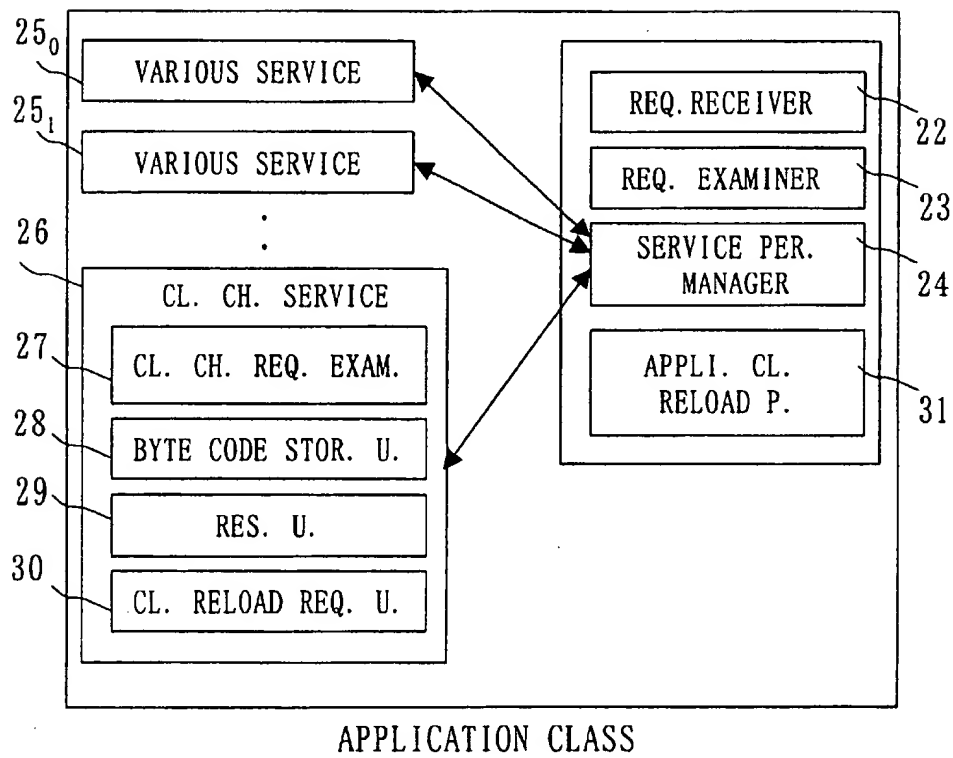 25₀
VARIOUS SERVICE
25₁
VARIOUS SERVICE
26
CL. CH. SERVICE
27
CL. CH. REQ. EXAM.
28
BYTE CODE STOR. U.
29
RES. U.
30
CL. RELOAD REQ. U.
REQ.RECEIVER
22
REQ. EXAMINER
23
SERVICE PER.
MANAGER
24
APPLI. CL.
RELOAD P.
31
APPLICATION CLASS